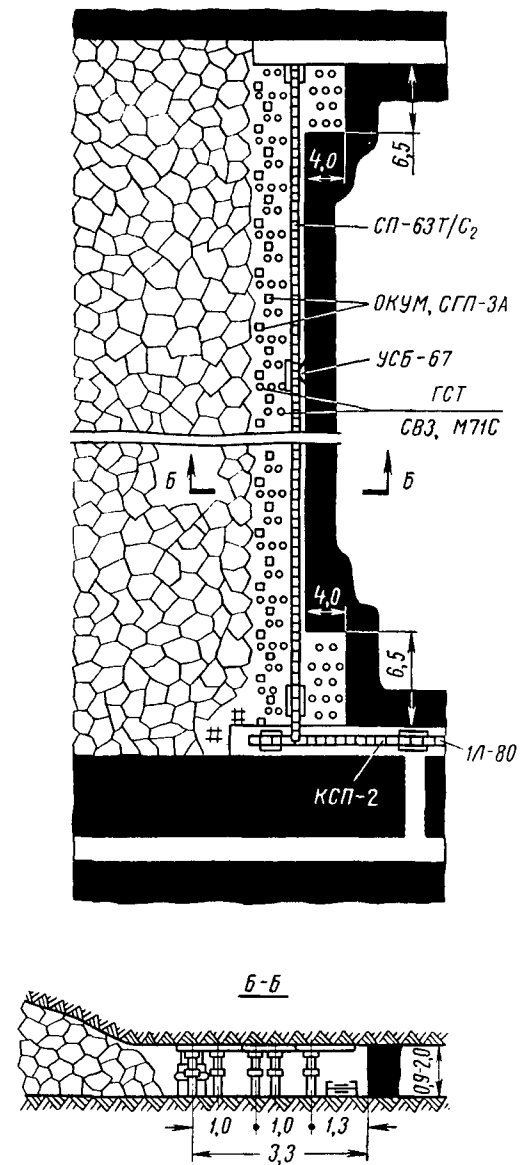 6,5
4,0
СП-63Т/С₂
ОКУМ, СГП-3А
УСБ-67
ГСТ
СВЗ, М71С
Б
Б
4,0
6,5
1Л-80
КСП-2
Б-Б
0,9-2,0
1,0
1,0
1,3
3,3